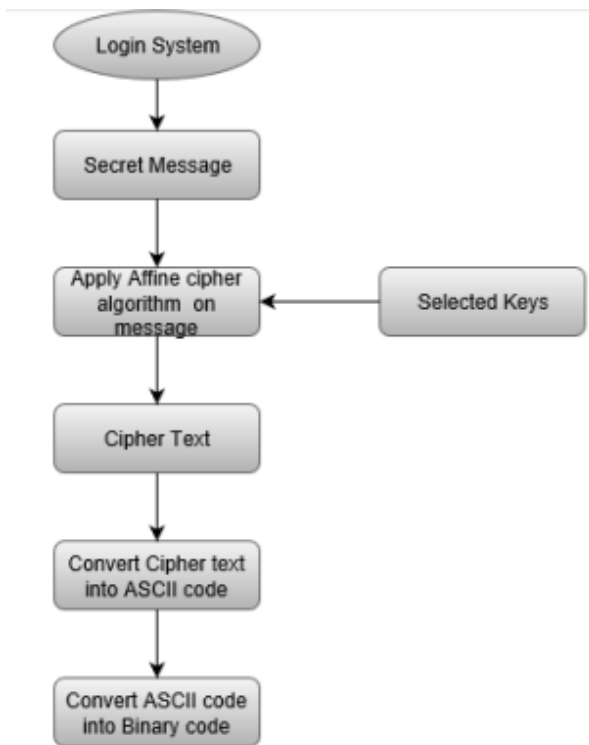 Login System
Secret Message
Apply Affine cipher
algorithm on
message
Selected Keys
Cipher Text
Convert Cipher text
into ASCII code
Convert ASCII code
into Binary code